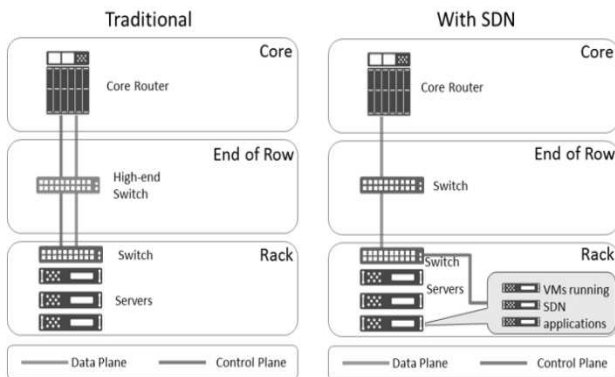 Traditional
Core
Core Router
End of Row
High-end
Switch
Rack
Switch
Servers
Data Plane
Control Plane
With SDN
Core
Core Router
End of Row
Switch
Rack
Switch
Servers
VMs running
SDN
applications
Data Plane
Control Plane